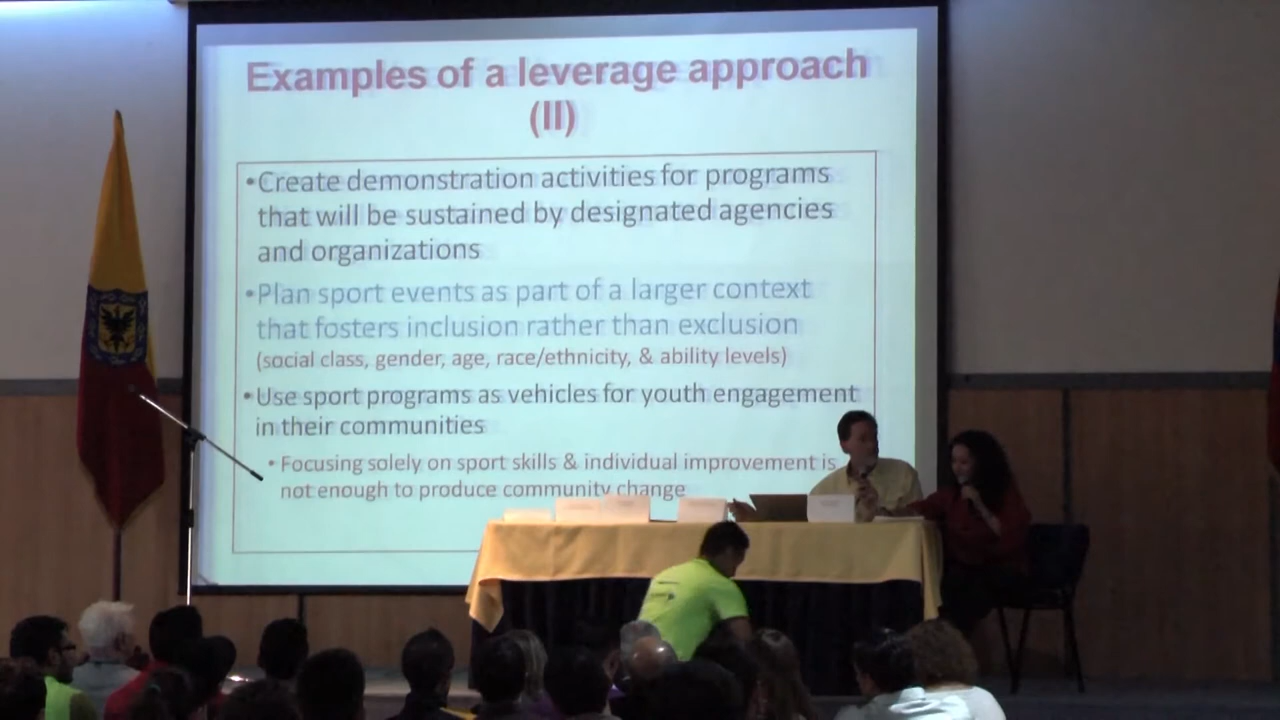 Examples of a leverage approach
(II)
•Create demonstration activities for programs
that will be sustained by designated agencies
and organizations
•Plan sport events as part of a larger context
that fosters inclusion rather than exclusion
(social class, gender, age, race/ethnicity, & ability levels)
•Use sport programs as vehicles for youth engagement
in their communities
• Focusing solely on sport skills & individual improvement is
not enough to produce community change